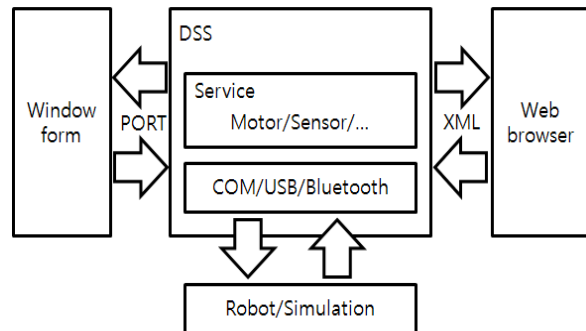 DSS
Window
form
PORT
Service
Motor/Sensor/...
COM/USB/Bluetooth
XML
Web
browser
Robot/Simulation